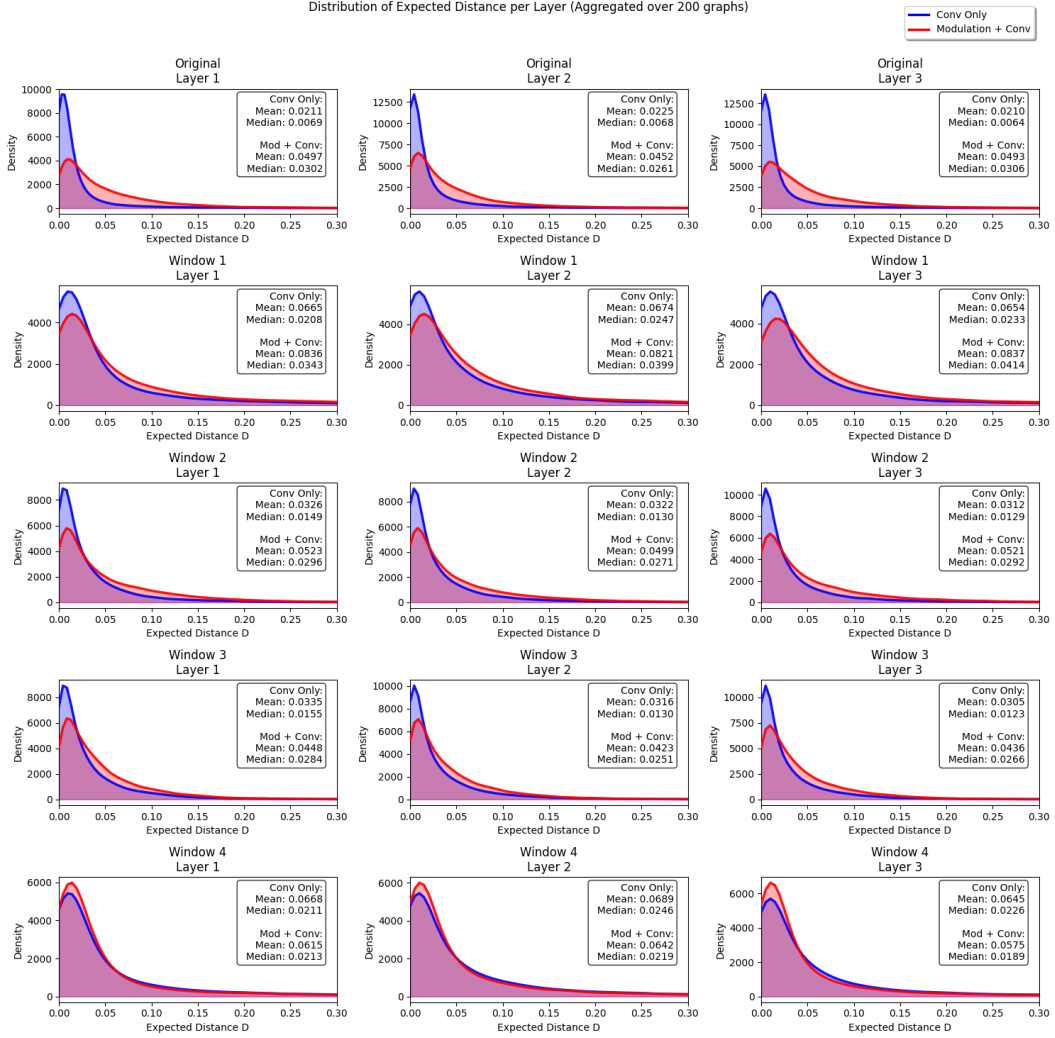 Distribution of Expected Distance per Layer (Aggregated over 200 graphs)
Conv Only
Modulation + Conv
Original
Layer 1
10000
8000
6000
4000
2000
0
Density
0.00 0.05 0.10 0.15 0.20 0.25 0.30
Expected Distance D
Conv Only:
Mean: 0.0211
Median: 0.0069
Mod + Conv:
Mean: 0.0497
Median: 0.0302
Original
Layer 2
12500
10000
7500
5000
2500
0
Density
0.00 0.05 0.10 0.15 0.20 0.25 0.30
Expected Distance D
Conv Only:
Mean: 0.0225
Median: 0.0068
Mod + Conv:
Mean: 0.0452
Median: 0.0261
Original
Layer 3
12500
10000
7500
5000
2500
0
Density
0.00 0.05 0.10 0.15 0.20 0.25 0.30
Expected Distance D
Conv Only:
Mean: 0.0210
Median: 0.0064
Mod + Conv:
Mean: 0.0493
Median: 0.0306
Window 1
Layer 1
4000
2000
0
Density
0.00 0.05 0.10 0.15 0.20 0.25 0.30
Expected Distance D
Conv Only:
Mean: 0.0665
Median: 0.0208
Mod + Conv:
Mean: 0.0836
Median: 0.0343
Window 1
Layer 2
4000
2000
0
Density
0.00 0.05 0.10 0.15 0.20 0.25 0.30
Expected Distance D
Conv Only:
Mean: 0.0674
Median: 0.0247
Mod + Conv:
Mean: 0.0821
Median: 0.0399
Window 1
Layer 3
4000
2000
0
Density
0.00 0.05 0.10 0.15 0.20 0.25 0.30
Expected Distance D
Conv Only:
Mean: 0.0654
Median: 0.0233
Mod + Conv:
Mean: 0.0837
Median: 0.0414
Window 2
Layer 1
8000
6000
4000
2000
0
Density
0.00 0.05 0.10 0.15 0.20 0.25 0.30
Expected Distance D
Conv Only:
Mean: 0.0326
Median: 0.0149
Mod + Conv:
Mean: 0.0523
Median: 0.0296
Window 2
Layer 2
8000
6000
4000
2000
0
Density
0.00 0.05 0.10 0.15 0.20 0.25 0.30
Expected Distance D
Conv Only:
Mean: 0.0322
Median: 0.0130
Mod + Conv:
Mean: 0.0499
Median: 0.0271
Window 2
Layer 3
10000
8000
6000
4000
2000
0
Density
0.00 0.05 0.10 0.15 0.20 0.25 0.30
Expected Distance D
Conv Only:
Mean: 0.0312
Median: 0.0129
Mod + Conv:
Mean: 0.0521
Median: 0.0292
Window 3
Layer 1
8000
6000
4000
2000
0
Density
0.00 0.05 0.10 0.15 0.20 0.25 0.30
Expected Distance D
Conv Only:
Mean: 0.0335
Median: 0.0155
Mod + Conv:
Mean: 0.0448
Median: 0.0284
Window 3
Layer 2
10000
8000
6000
4000
2000
0
Density
0.00 0.05 0.10 0.15 0.20 0.25 0.30
Expected Distance D
Conv Only:
Mean: 0.0316
Median: 0.0130
Mod + Conv:
Mean: 0.0423
Median: 0.0251
Window 3
Layer 3
10000
7500
5000
2500
0
Density
0.00 0.05 0.10 0.15 0.20 0.25 0.30
Expected Distance D
Conv Only:
Mean: 0.0305
Median: 0.0123
Mod + Conv:
Mean: 0.0436
Median: 0.0266
Window 4
Layer 1
6000
4000
2000
0
Density
0.00 0.05 0.10 0.15 0.20 0.25 0.30
Expected Distance D
Conv Only:
Mean: 0.0668
Median: 0.0211
Mod + Conv:
Mean: 0.0615
Median: 0.0213
Window 4
Layer 2
6000
4000
2000
0
Density
0.00 0.05 0.10 0.15 0.20 0.25 0.30
Expected Distance D
Conv Only:
Mean: 0.0689
Median: 0.0246
Mod + Conv:
Mean: 0.0642
Median: 0.0219
Window 4
Layer 3
6000
4000
2000
0
Density
0.00 0.05 0.10 0.15 0.20 0.25 0.30
Expected Distance D
Conv Only:
Mean: 0.0645
Median: 0.0226
Mod + Conv:
Mean: 0.0575
Median: 0.0189